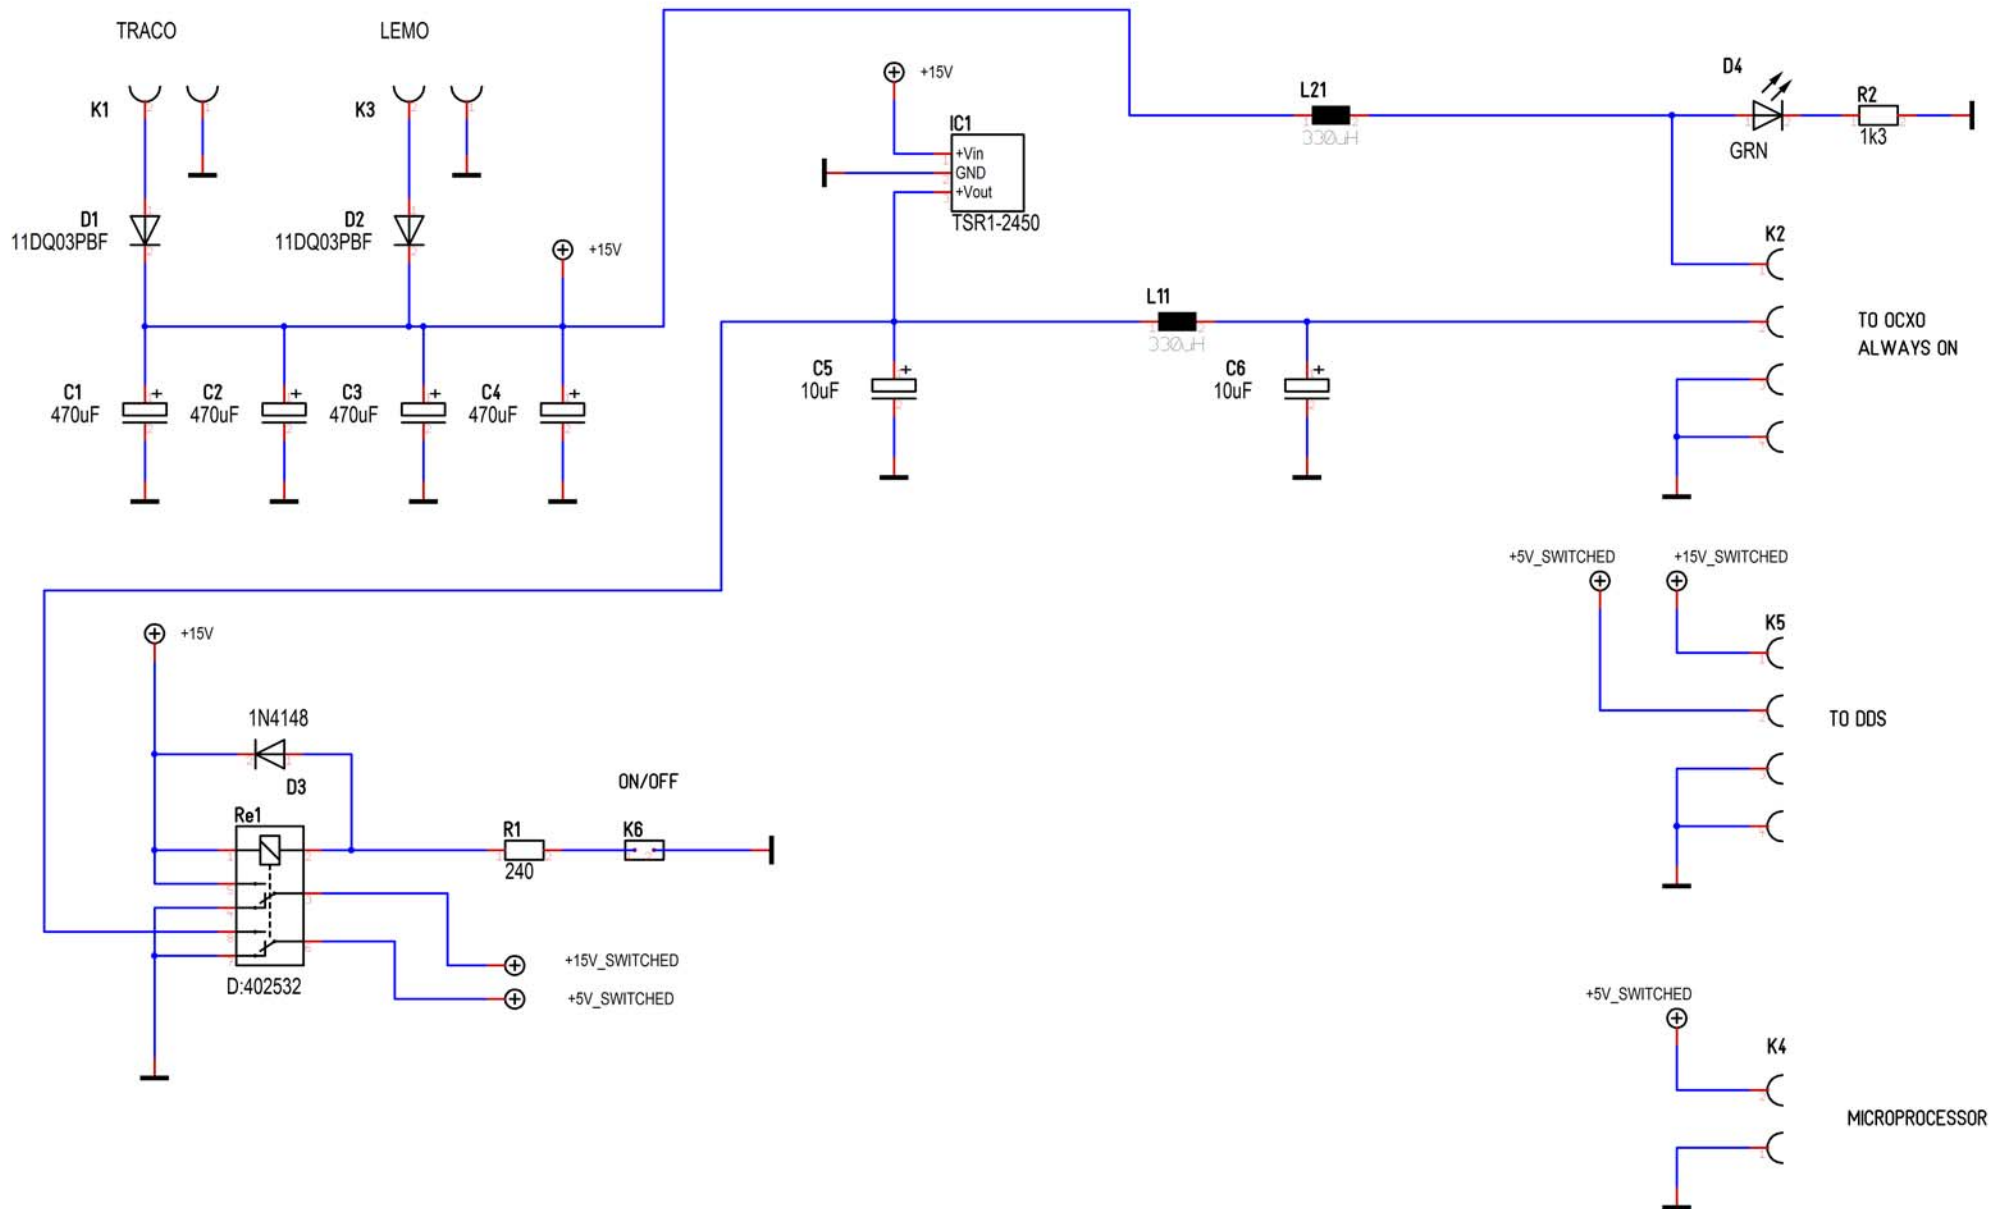 TRACO
LEMO
K1
K3
D1
11DQ03PBF
D2
11DQ03PBF
+15V
C1
470uF
C2
470uF
C3
470uF
C4
470uF
+15V
IC1
+Vin
GND
+Vout
TSR1-2450
L21
330uH
D4
GRN
R2
1k3
K2
L11
330uH
TO OCXO
ALWAYS ON
C5
10uF
C6
10uF
+5V_SWITCHED
+15V_SWITCHED
K5
TO DDS
+15V
1N4148
D3
Re1
ON/OFF
R1
240
K6
D:402532
+15V_SWITCHED
+5V_SWITCHED
+5V_SWITCHED
K4
MICROPROCESSOR